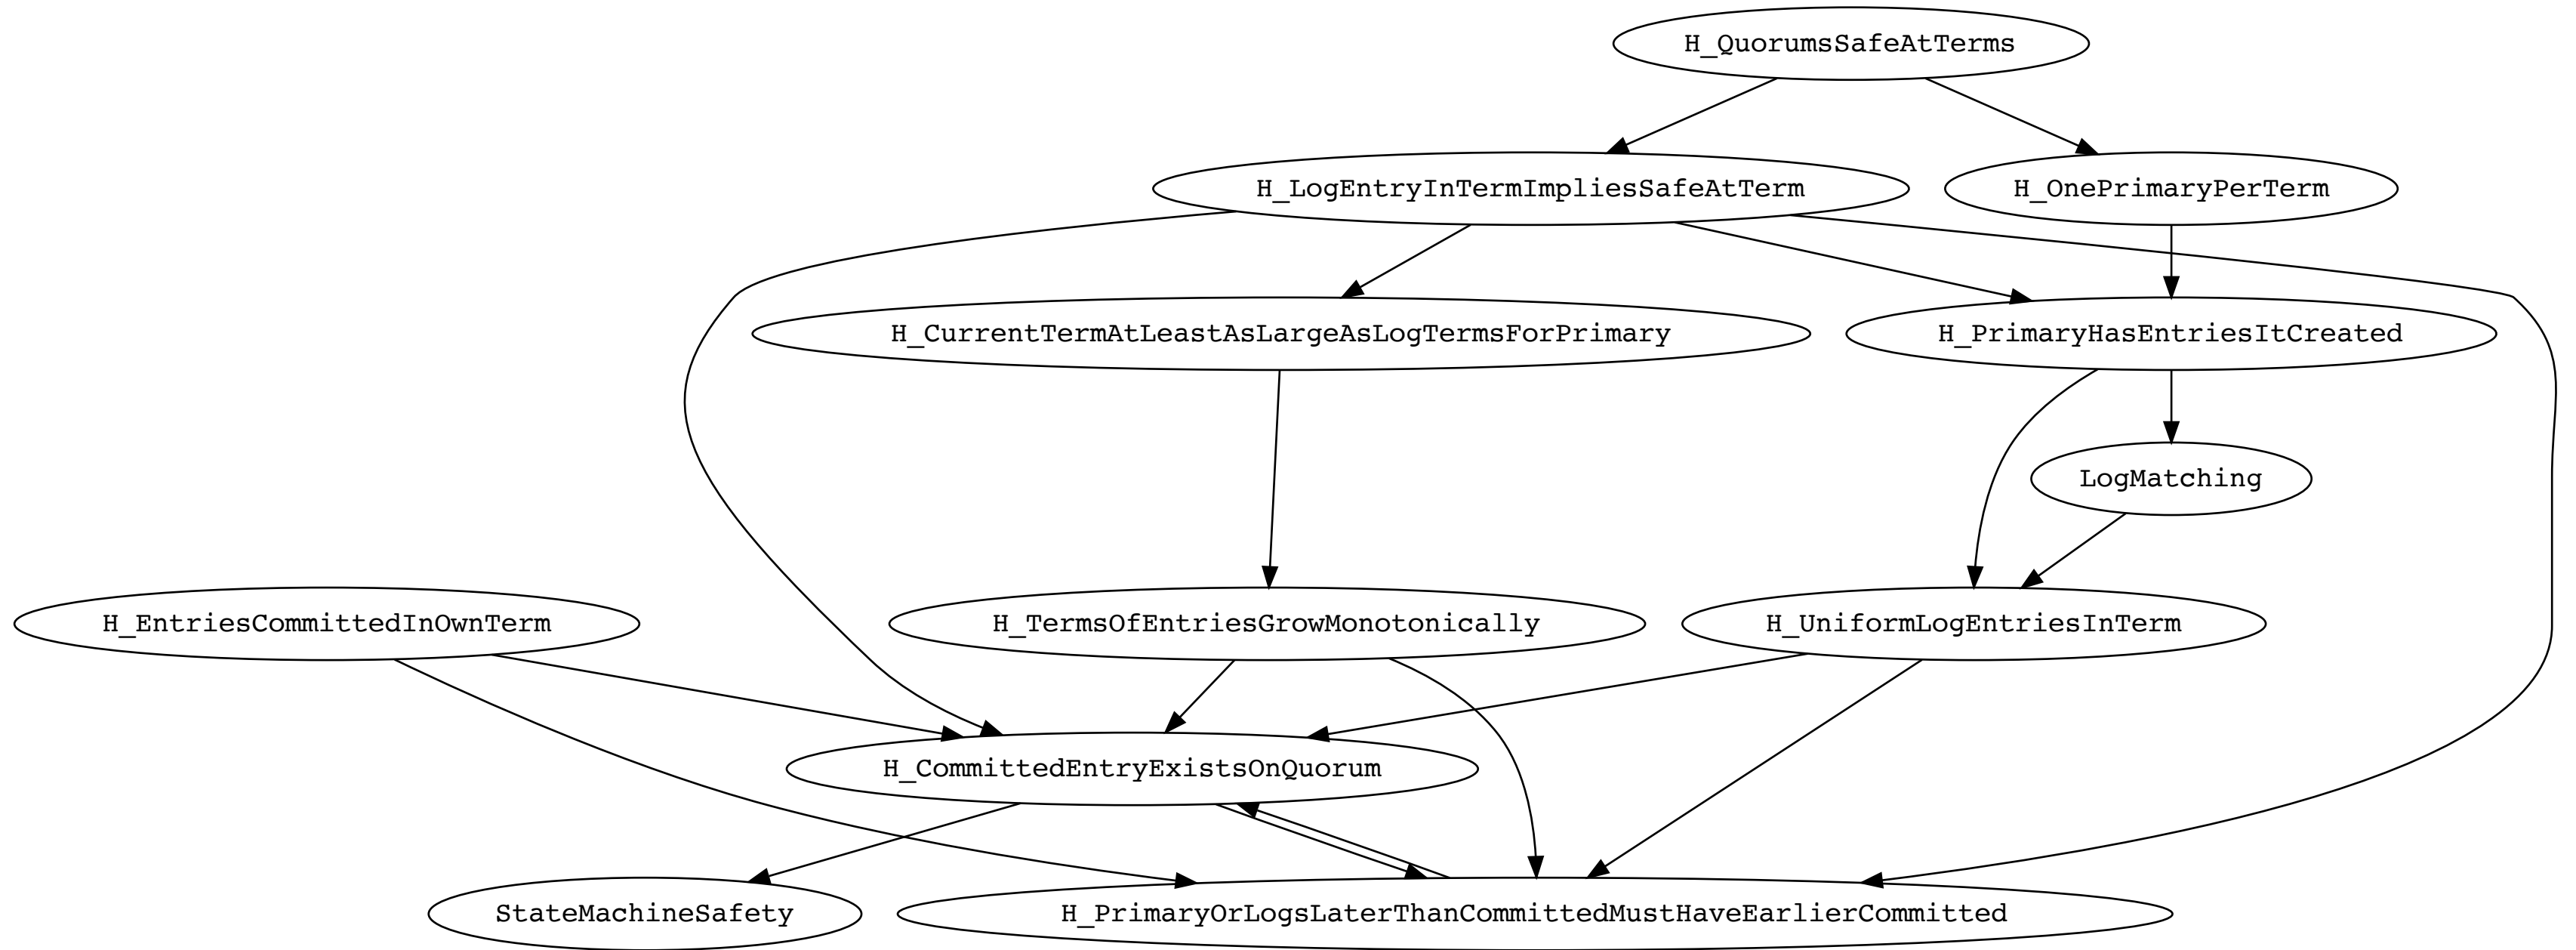 H_QuorumsSafeAtTerms
H_LogEntryInTermImpliesSafeAtTerm
H_OnePrimaryPerTerm
H_CurrentTermAtLeastAsLargeAsLogTermsForPrimary
H_PrimaryHasEntriesItCreated
LogMatching
H_EntriesCommittedInOwnTerm
H_TermsOfEntriesGrowMonotonically
H_UniformLogEntriesInTerm
H_CommittedEntryExistsOnQuorum
StateMachineSafety
H_PrimaryOrLogsLaterThanCommittedMustHaveEarlierCommitted